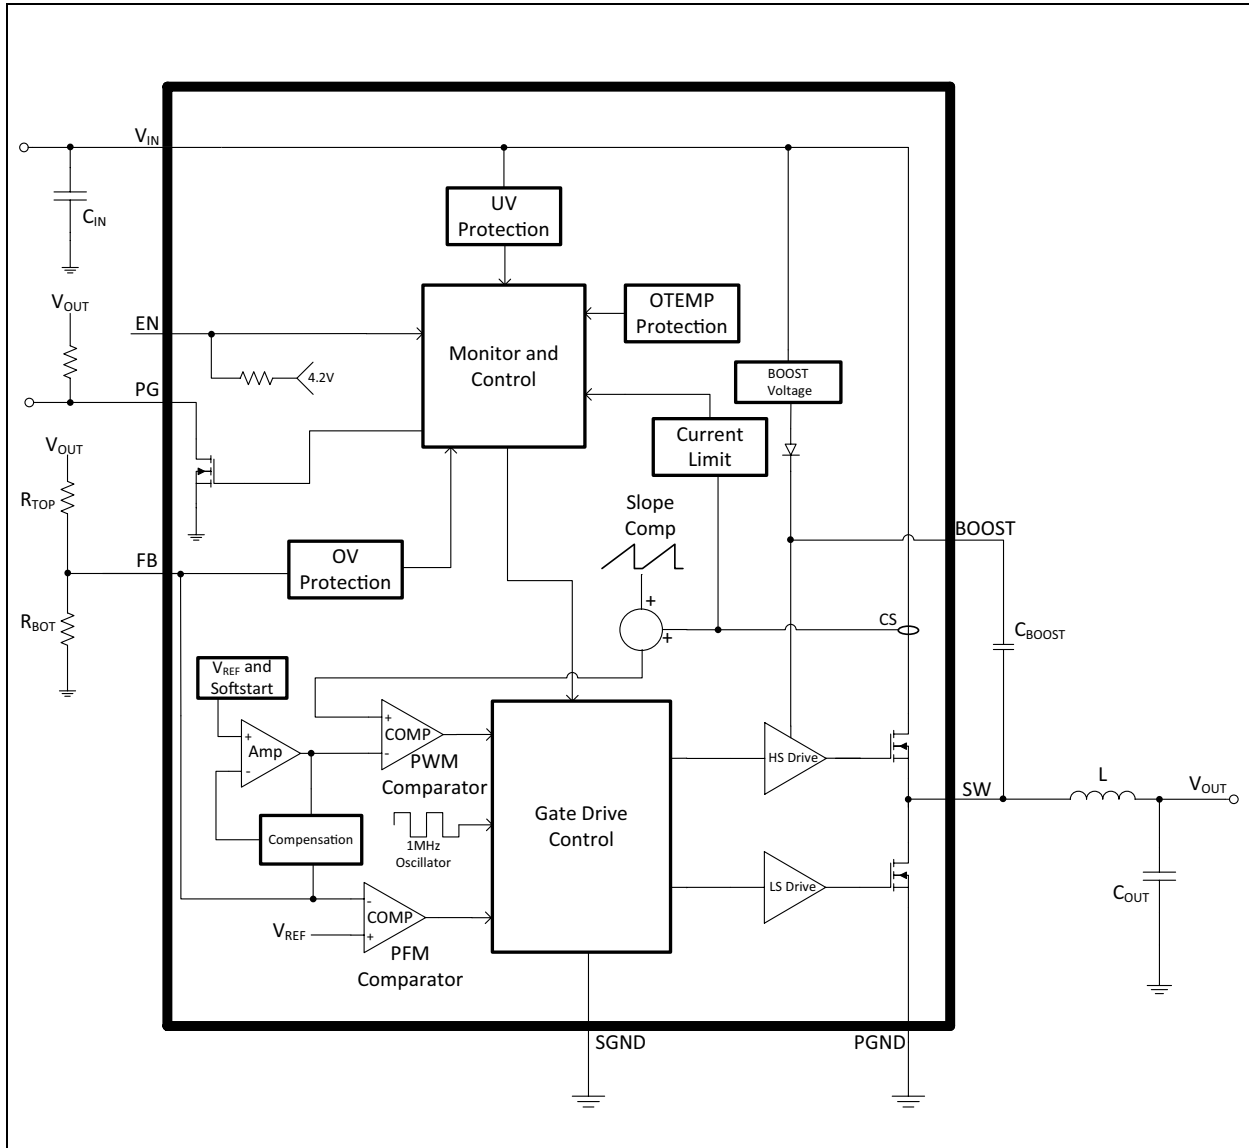 VIN
CIN
UV
Protection
VOUT
OTEMP
Protection
EN
Monitor and
Control
4.2V
BOOST
Voltage
PG
Current
Limit
VOUT
RTOP
Slope
Comp
BOOST
FB
OV
Protection
+
+
CS
RBOT
CBOOST
VREF and
Softstart
+
Amp
-
+
COMP
-
PWM
Comparator
HS Drive
SW
L
VOUT
Gate Drive
Control
1MHz
Oscillator
Compensation
LS Drive
COUT
-
COMP
+
VREF
PFM
Comparator
SGND
PGND